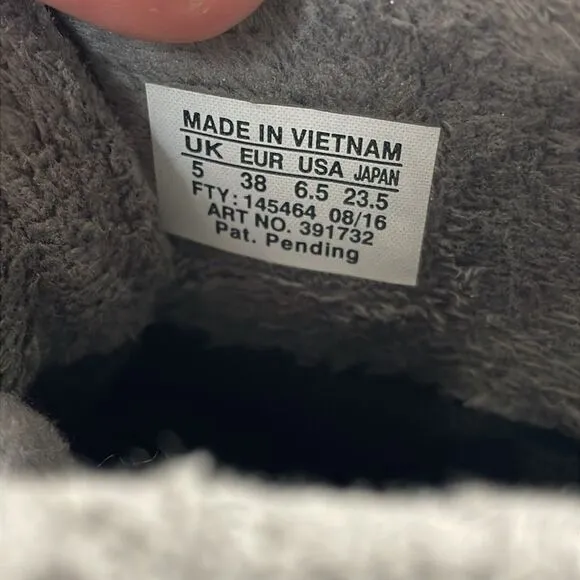 MADE IN VIETNAM
UK EUR USA JAPAN
5 38 6.5 23.5
FTY: 145464 08/16
ART NO. 391732
Pat. Pending